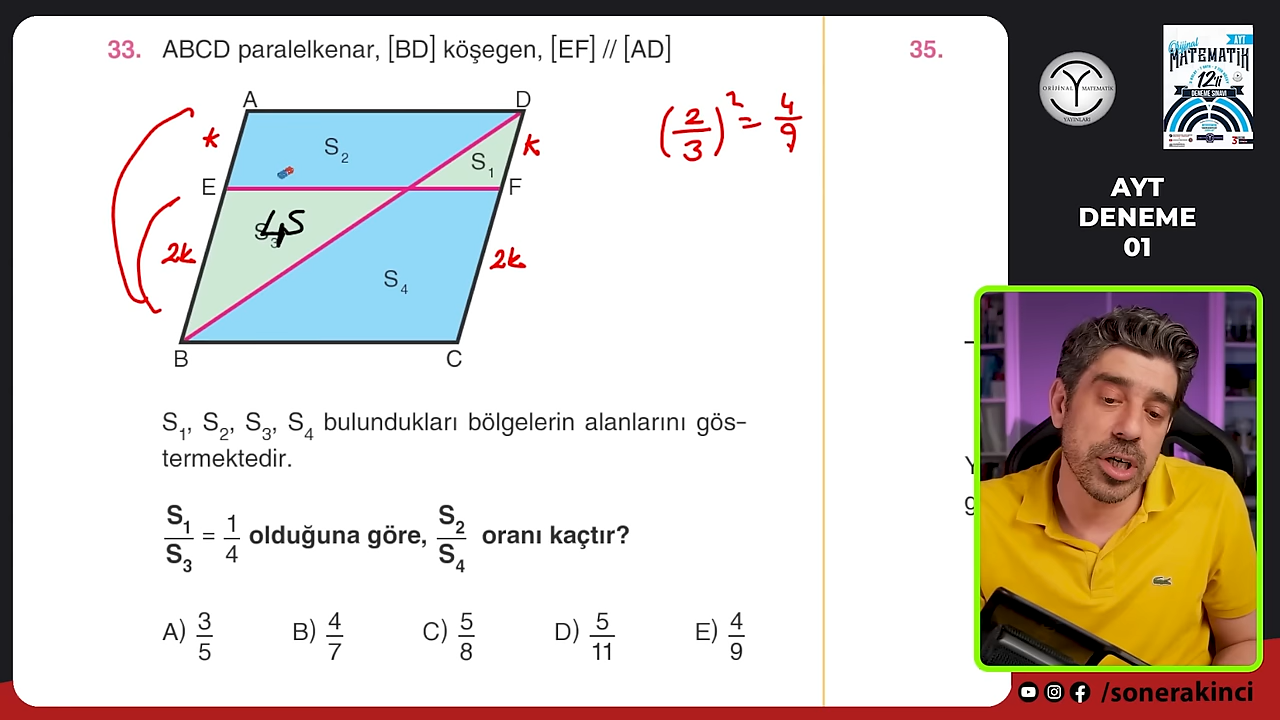 33. ABCD paralelkenar, [BD] köşegen, [EF] // [AD]
A
D
k
S2
k
S1
E
F
S3
4S
2k
2k
S4
B
C
(2/3)² = 4/9
S1, S2, S3, S4 bulundukları bölgelerin alanlarını gös-
termektedir.
S1/S3 = 1/4 olduğuna göre, S2/S4 oranı kaçtır?
A) 3/5 B) 4/7 C) 5/8 D) 5/11 E) 4/9
35.
Y
g
ORİJİNAL MATEMATİK
YAYINLARI
AYT
Orijinal
MATEMATİK
12'li
DENEME SINAVI
AYT
DENEME
01
/sonerakinci